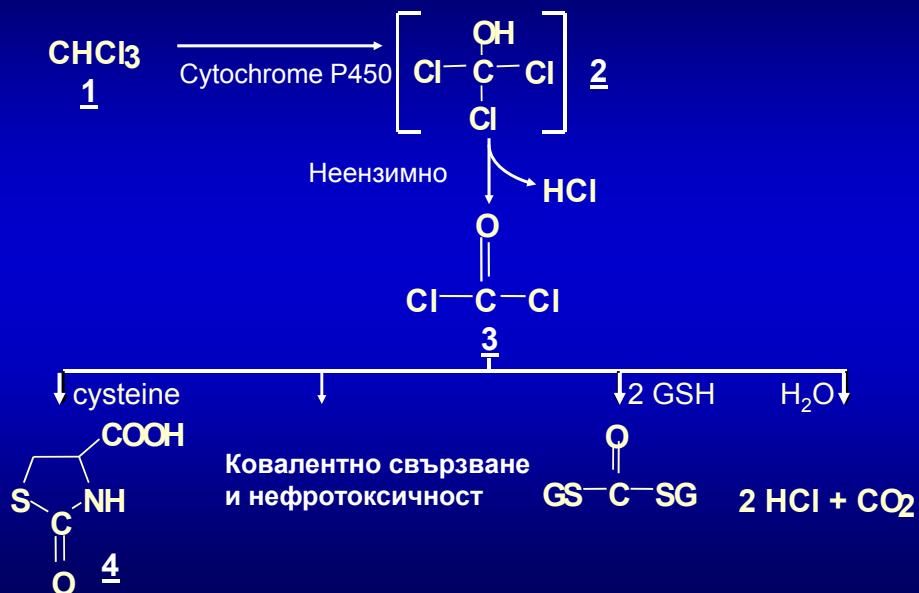 CHCl3
1
Cytochrome P450
OH
Cl C Cl
Cl
2
Неензимно
HCl
O
Cl C Cl
3
cysteine
2 GSH
H2O
COOH
S NH
C
O
4
Ковалентно свързване
и нефротоксичност
O
GS C SG
2 HCl + CO2